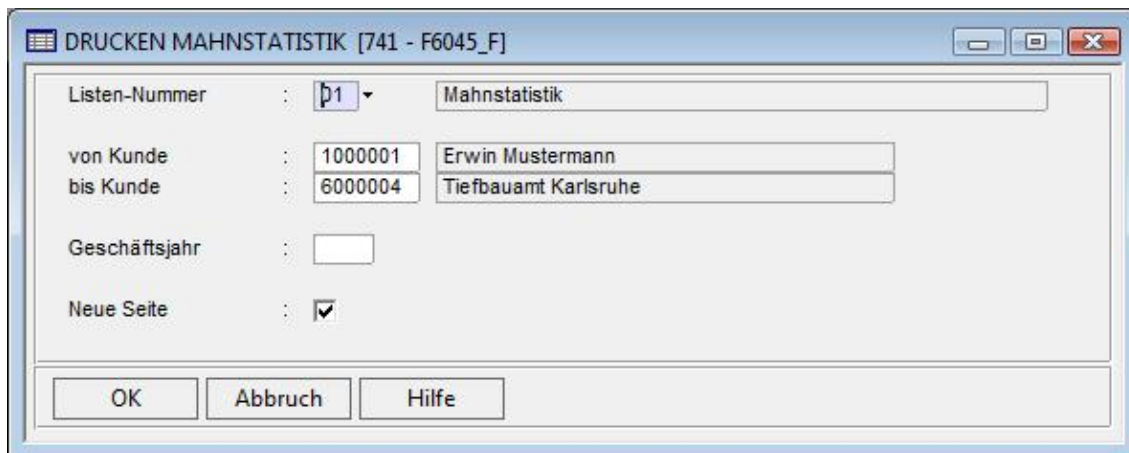 DRUCKEN MAHNSTATISTIK [741 - F6045_F]
Listen-Nummer : 01 Mahnstatistik
von Kunde : 1000001 Erwin Mustermann
bis Kunde : 6000004 Tiefbauamt Karlsruhe
Geschäftsjahr :
Neue Seite :
OK Abbruch Hilfe